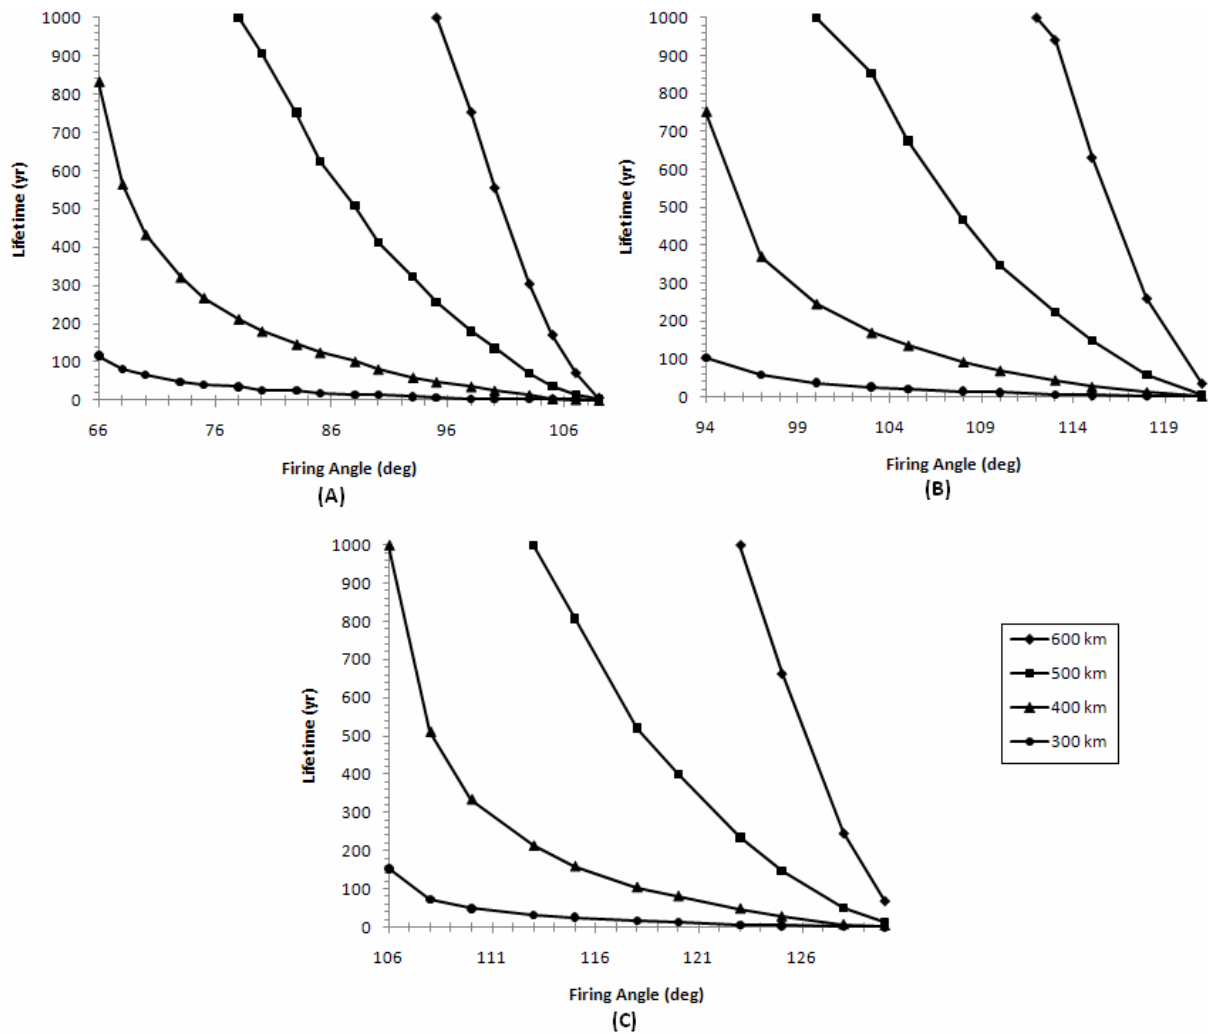 1000
900
800
700
600
500
400
300
200
100
0
Lifetime (yr)
66 76 86 96 106
Firing Angle (deg)
(A)
1000
900
800
700
600
500
400
300
200
100
0
Lifetime (yr)
94 99 104 109 114 119
Firing Angle (deg)
(B)
1000
900
800
700
600
500
400
300
200
100
0
Lifetime (yr)
106 111 116 121 126
Firing Angle (deg)
(C)
600 km
500 km
400 km
300 km